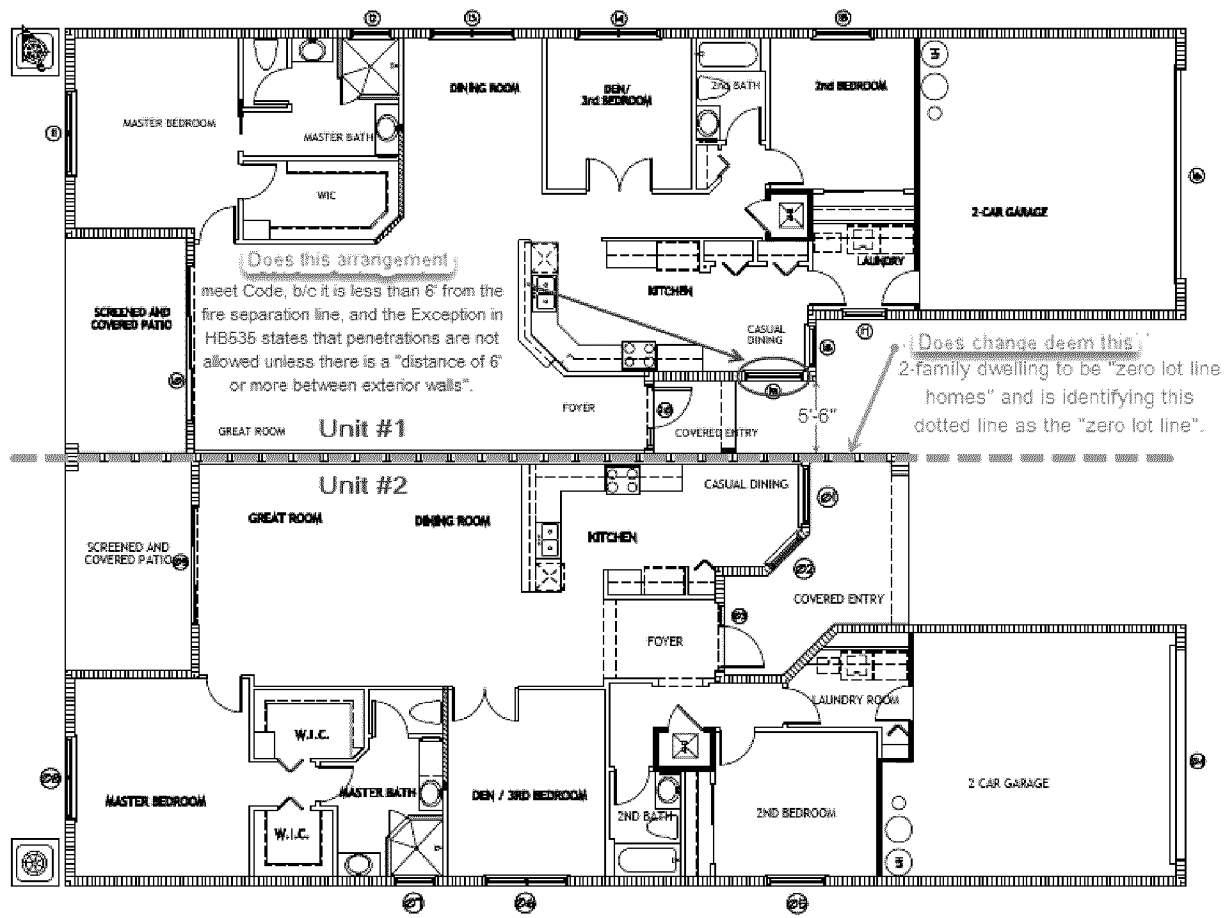 12
13
14
15
MASTER BEDROOM
MASTER BATH
DINING ROOM
DEN/
3rd BEDROOM
2nd BATH
2nd BEDROOM
WIC
2-CAR GARAGE
LAUNDRY
KITCHEN
SCREENED AND
COVERED PATIO
Does this arrangement
meet Code, b/c it is less than 6' from the
fire separation line, and the Exception in
HB535 states that penetrations are not
allowed unless there is a "distance of 6'
or more between exterior walls".
CASUAL
DINING
Does change deem this
2-family dwelling to be "zero lot line
homes" and is identifying this
dotted line as the "zero lot line".
FOYER
COVERED ENTRY
5'-6"
GREAT ROOM
Unit #1
Unit #2
GREAT ROOM
DINING ROOM
CASUAL DINING
KITCHEN
SCREENED AND
COVERED PATIO
COVERED ENTRY
FOYER
LAUNDRY ROOM
W.I.C.
MASTER BEDROOM
MASTER BATH
DEN / 3RD BEDROOM
W.I.C.
2ND BATH
2ND BEDROOM
2 CAR GARAGE